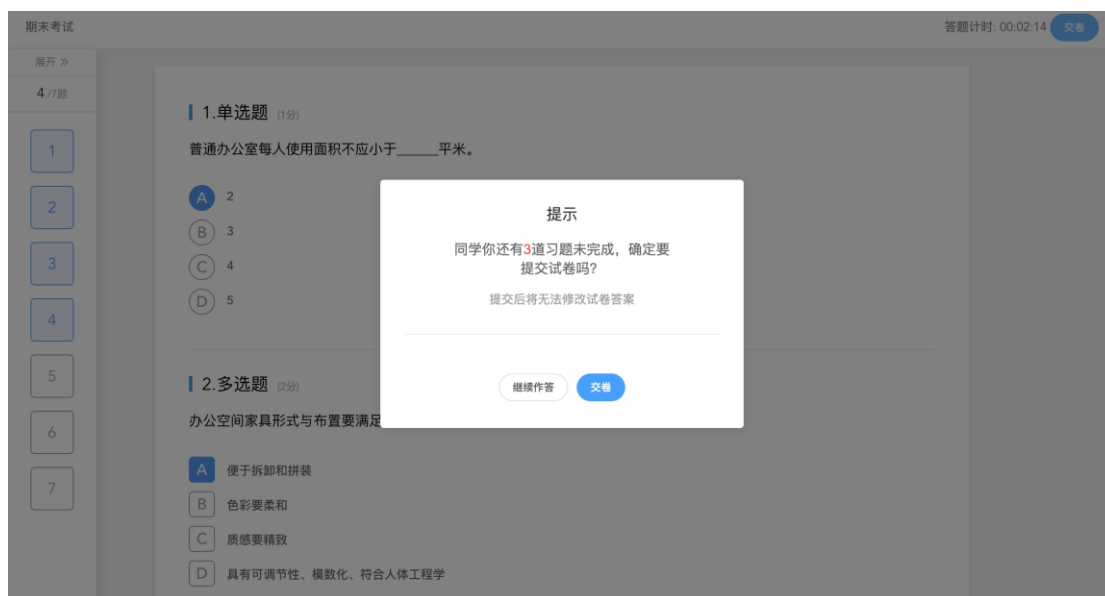 期末考试
答题计时: 00:02:14 交卷
展开 »
4 /7题
1
2
3
4
5
6
7
1.单选题 (1分)
普通办公室每人使用面积不应小于______平米。
A 2
B 3
C 4
D 5
提示
同学你还有3道习题未完成，确定要
提交试卷吗?
提交后将无法修改试卷答案
继续作答 交卷
2.多选题 (2分)
办公空间家具形式与布置要满足
A 便于拆卸和拼装
B 色彩要柔和
C 质感要精致
D 具有可调节性、模数化、符合人体工程学